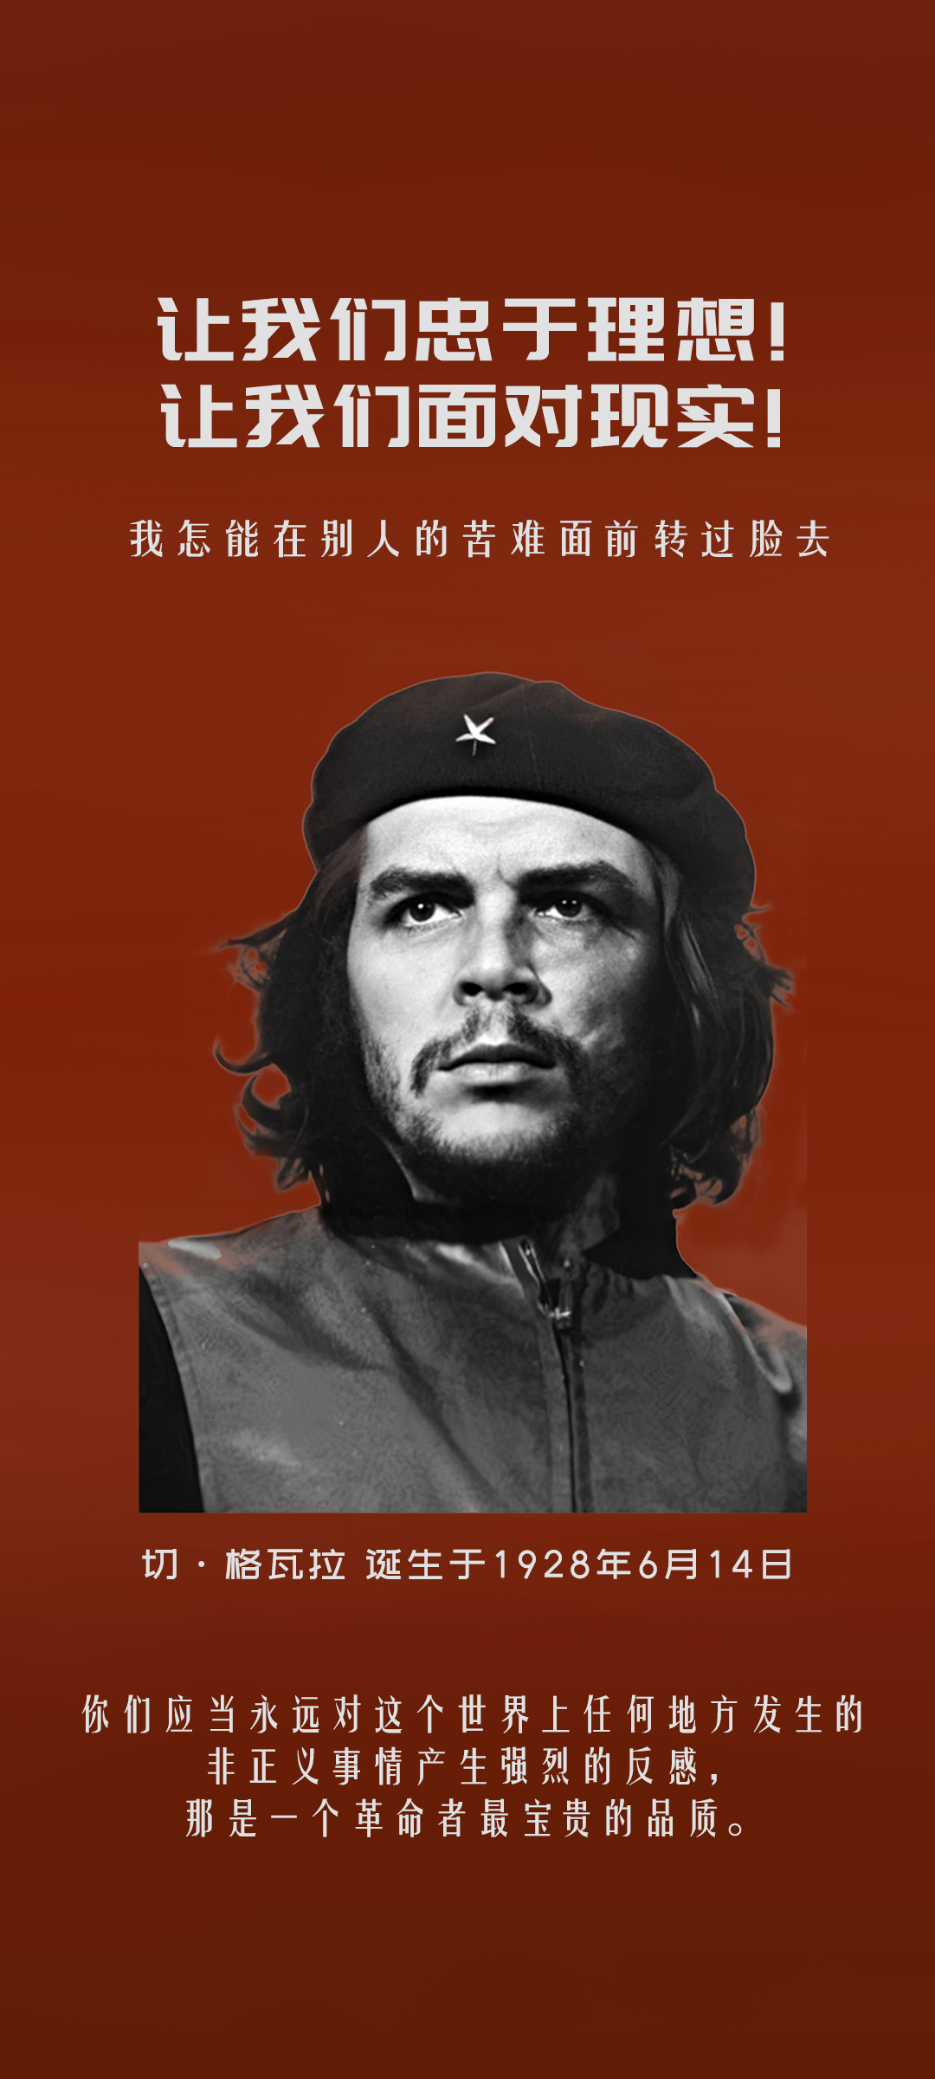 让我们忠于理想！
让我们面对现实！
我怎能在别人的苦难面前转过脸去
切·格瓦拉 诞生于1928年6月14日
你们应当永远对这个世界上任何地方发生的
非正义事情产生强烈的反感，
那是一个革命者最宝贵的品质。